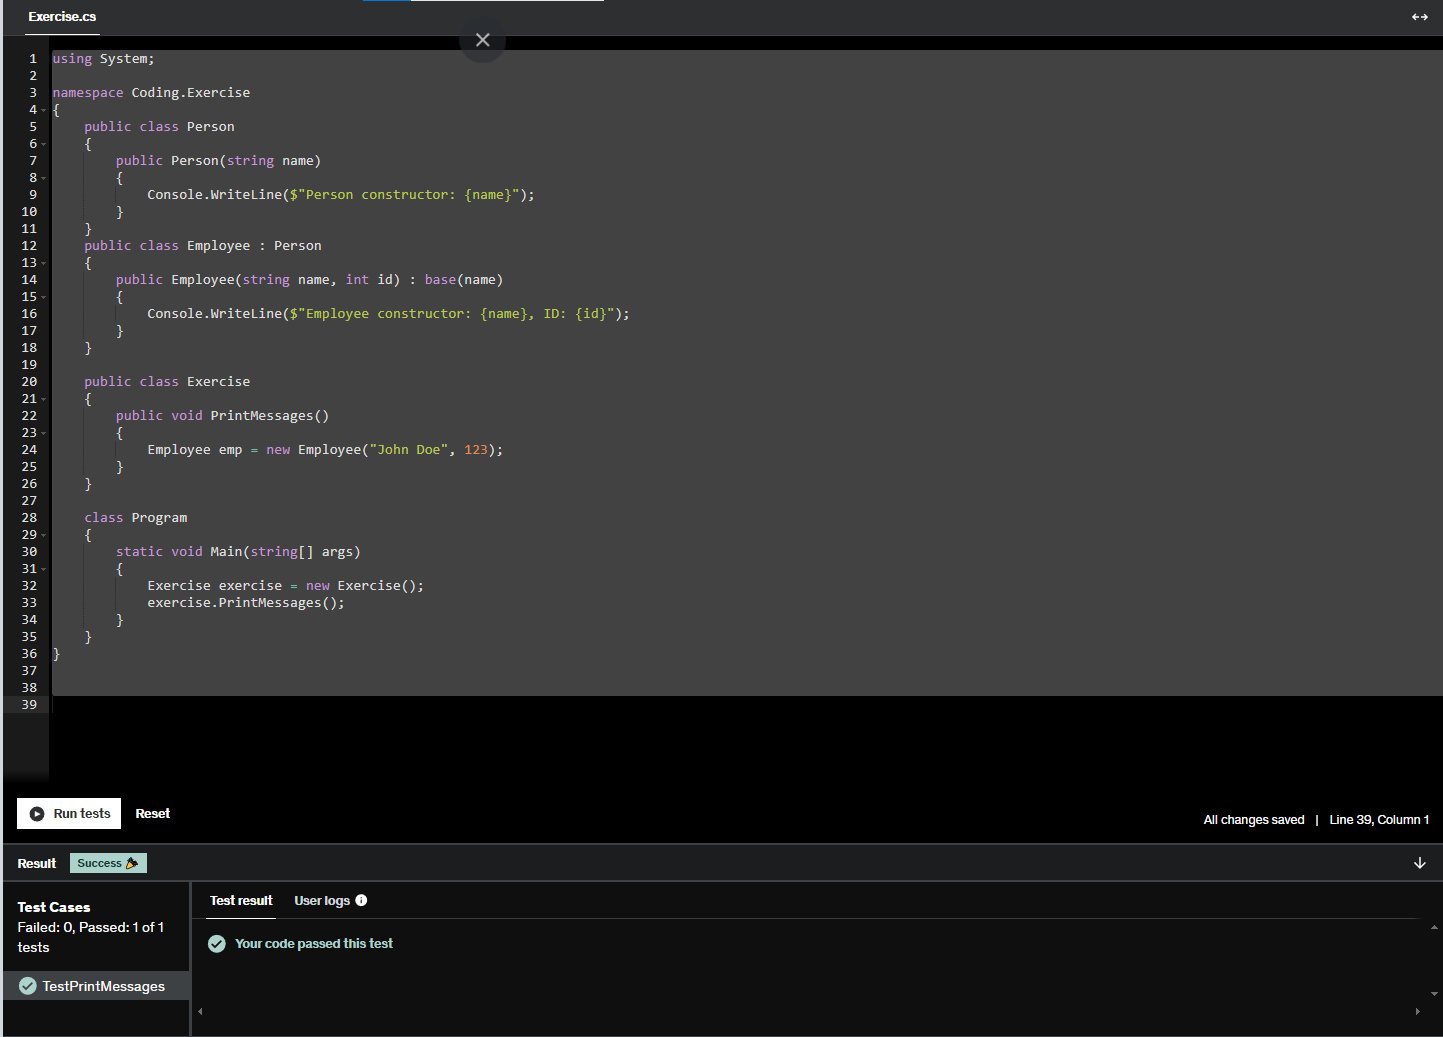 Exercise.cs
1 using System;
2
3 namespace Coding.Exercise
4 {
5     public class Person
6     {
7         public Person(string name)
8         {
9             Console.WriteLine($"Person constructor: {name}");
10         }
11     }
12     public class Employee : Person
13     {
14         public Employee(string name, int id) : base(name)
15         {
16             Console.WriteLine($"Employee constructor: {name}, ID: {id}");
17         }
18     }
19
20     public class Exercise
21     {
22         public void PrintMessages()
23         {
24             Employee emp = new Employee("John Doe", 123);
25         }
26     }
27
28     class Program
29     {
30         static void Main(string[] args)
31         {
32             Exercise exercise = new Exercise();
33             exercise.PrintMessages();
34         }
35     }
36 }
37
38
39
Run tests Reset
All changes saved | Line 39, Column 1
Result Success
Test Cases
Failed: 0, Passed: 1 of 1
tests
TestPrintMessages
Test result User logs
Your code passed this test